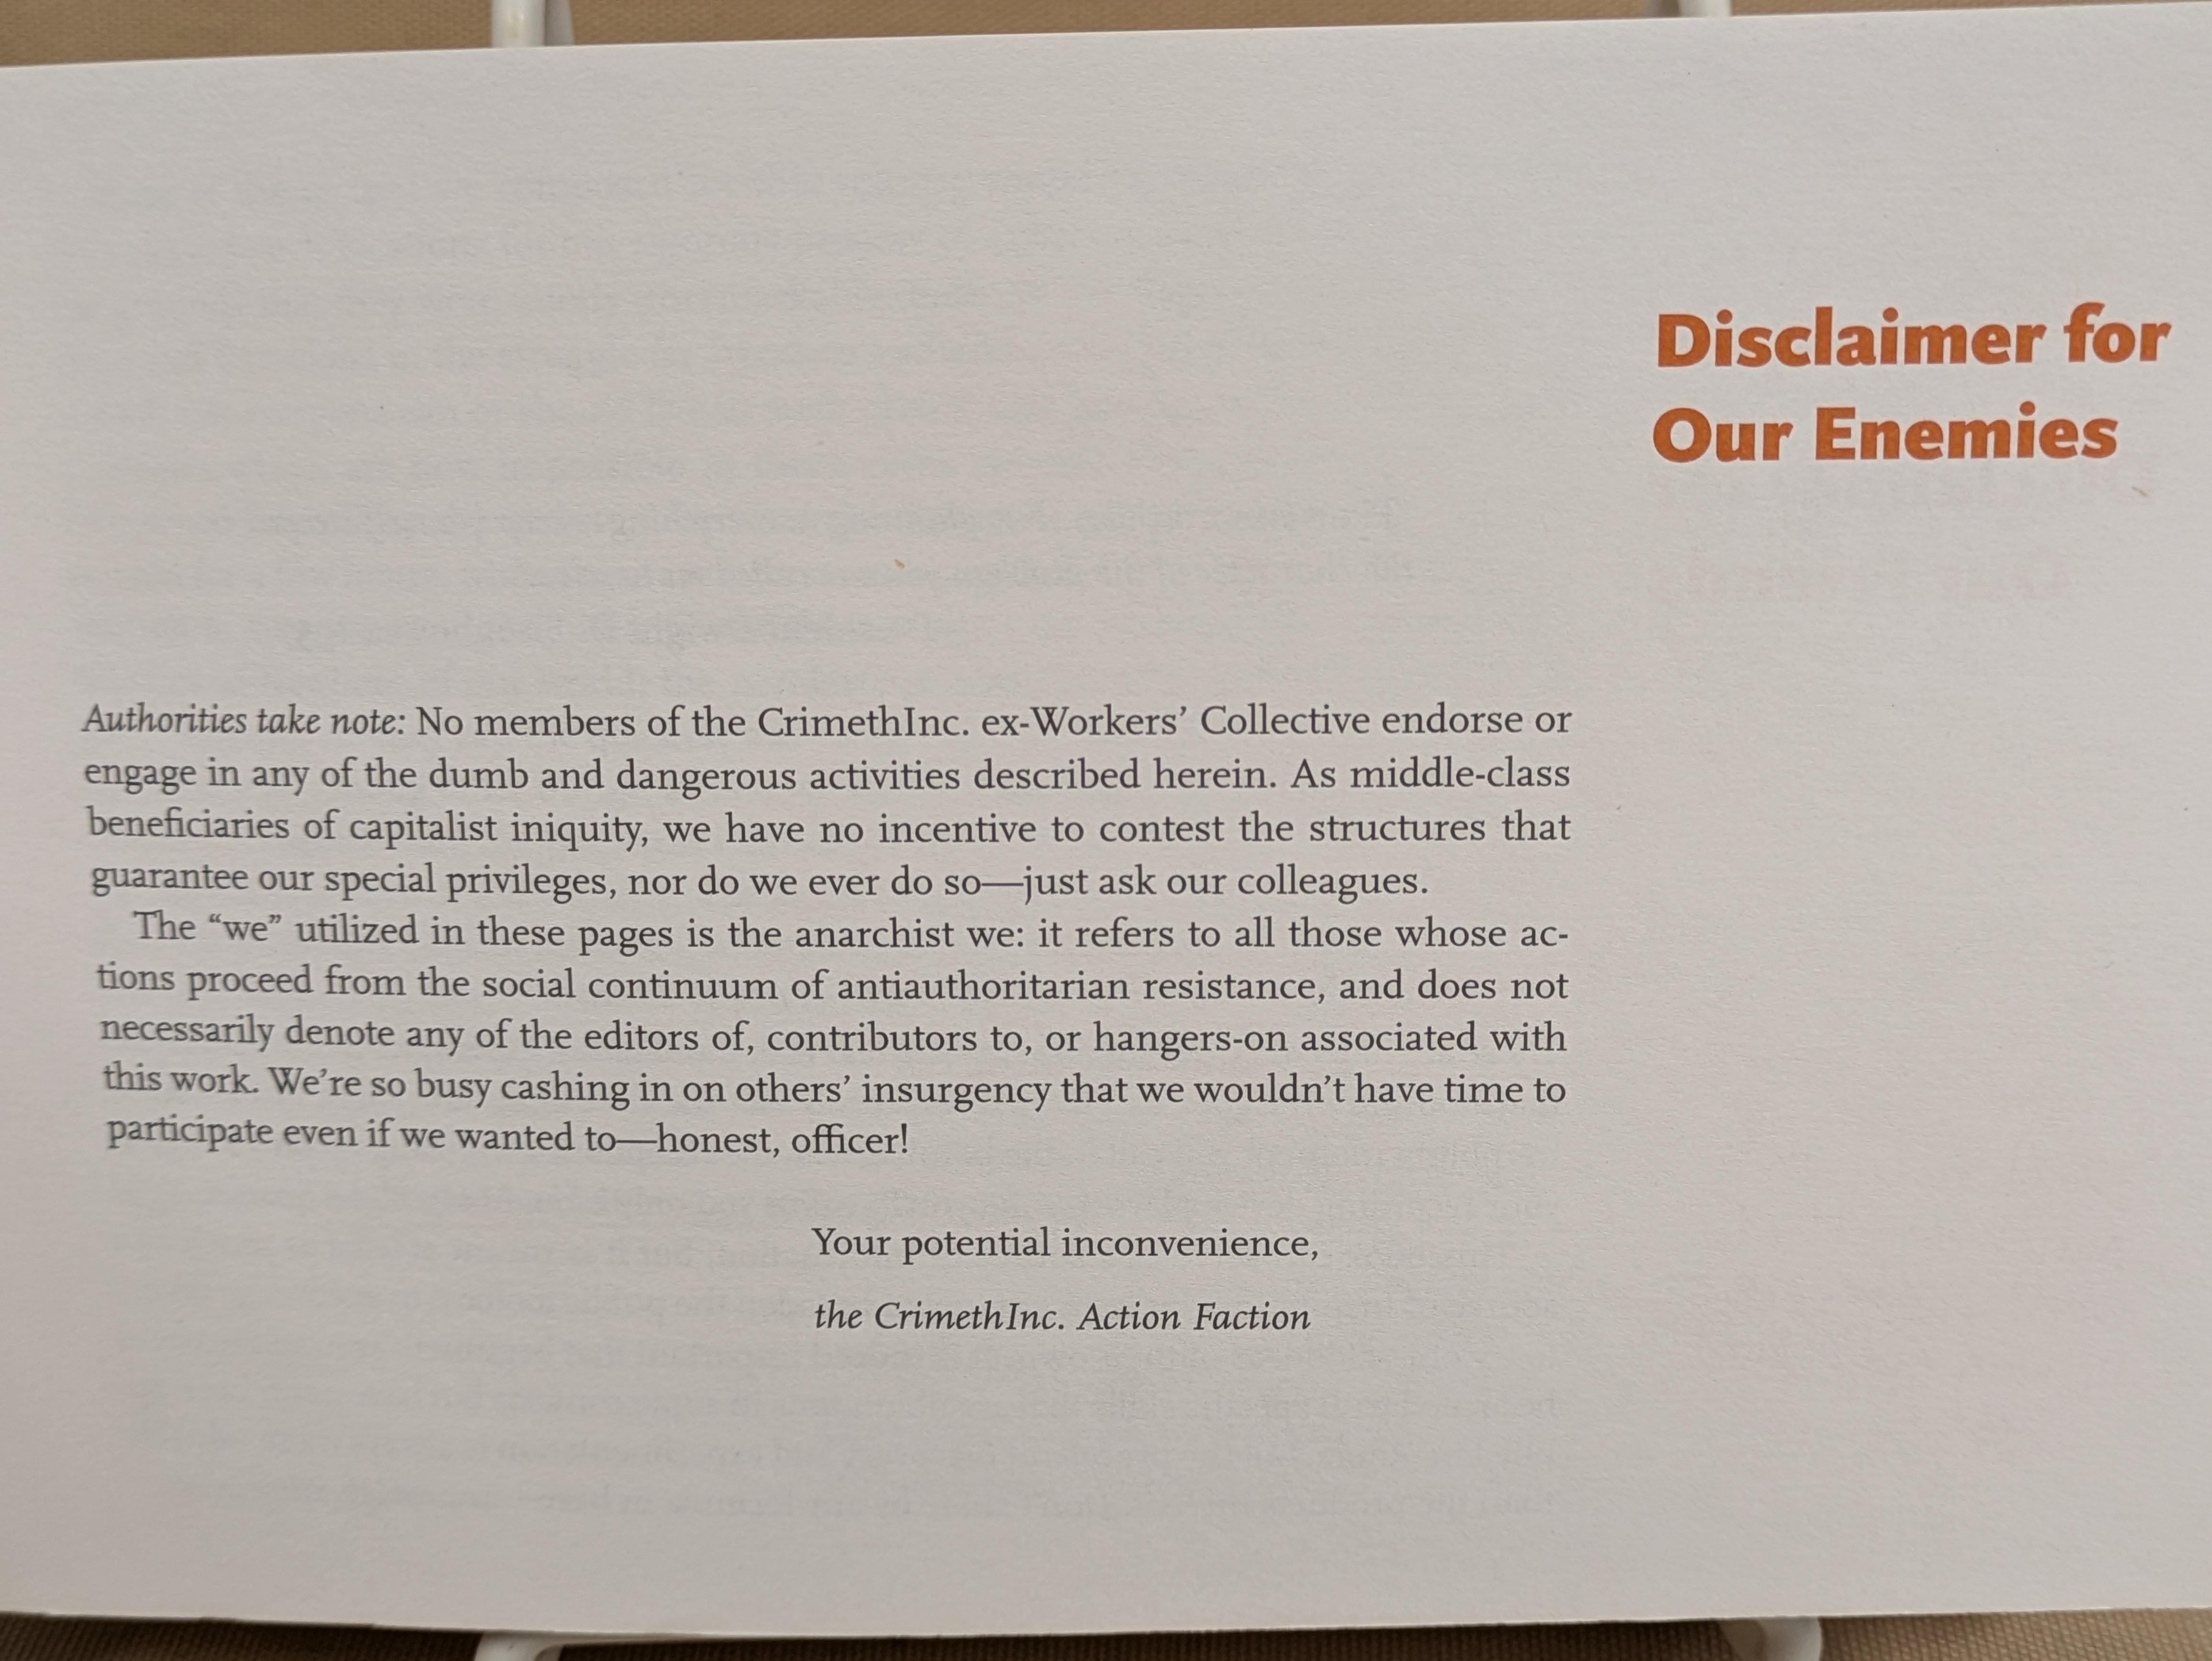 Disclaimer for
Our Enemies
Authorities take note: No members of the CrimethInc. ex-Workers’ Collective endorse or
engage in any of the dumb and dangerous activities described herein. As middle-class
beneficiaries of capitalist iniquity, we have no incentive to contest the structures that
guarantee our special privileges, nor do we ever do so—just ask our colleagues.
The “we” utilized in these pages is the anarchist we: it refers to all those whose ac-
tions proceed from the social continuum of antiauthoritarian resistance, and does not
necessarily denote any of the editors of, contributors to, or hangers-on associated with
this work. We’re so busy cashing in on others’ insurgency that we wouldn’t have time to
participate even if we wanted to—honest, officer!
Your potential inconvenience,
the CrimethInc. Action Faction